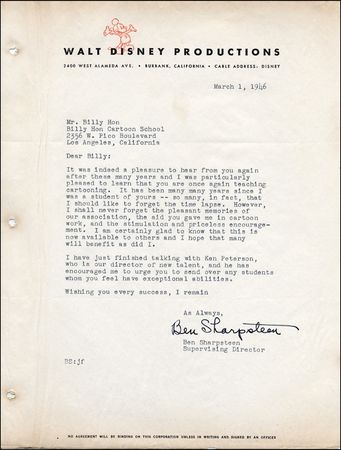 WALT DISNEY PRODUCTIONS
2400 WEST ALAMEDA AVE. • BURBANK, CALIFORNIA • CABLE ADDRESS: DISNEY
March 1, 1946
Mr. Billy Hon
Billy Hon Cartoon School
2356 W. Pico Boulevard
Los Angeles, California
Dear Billy:
It was indeed a pleasure to hear from you again
after these many years and I was particularly
pleased to learn that you are once again teaching
cartooning. It has been many many years since I
was a student of yours -- so many, in fact, that
I should like to forget the time lapse. However,
I shall never forget the pleasant memories of
our association, the aid you gave me in cartoon
work, and the stimulation and priceless encourage-
ment. I am certainly glad to know that this is
now available to others and I hope that many
will benefit as did I.
I have just finished talking with Ken Peterson,
who is our director of new talent, and he has
encouraged me to urge you to send over any students
whom you feel have exceptional abilities.
Wishing you every success, I remain
As Always,
Ben Sharpsteen
Ben Sharpsteen
Supervising Director
BS:jf
NO AGREEMENT WILL BE BINDING ON THIS CORPORATION UNLESS IN WRITING AND SIGNED BY AN OFFICER